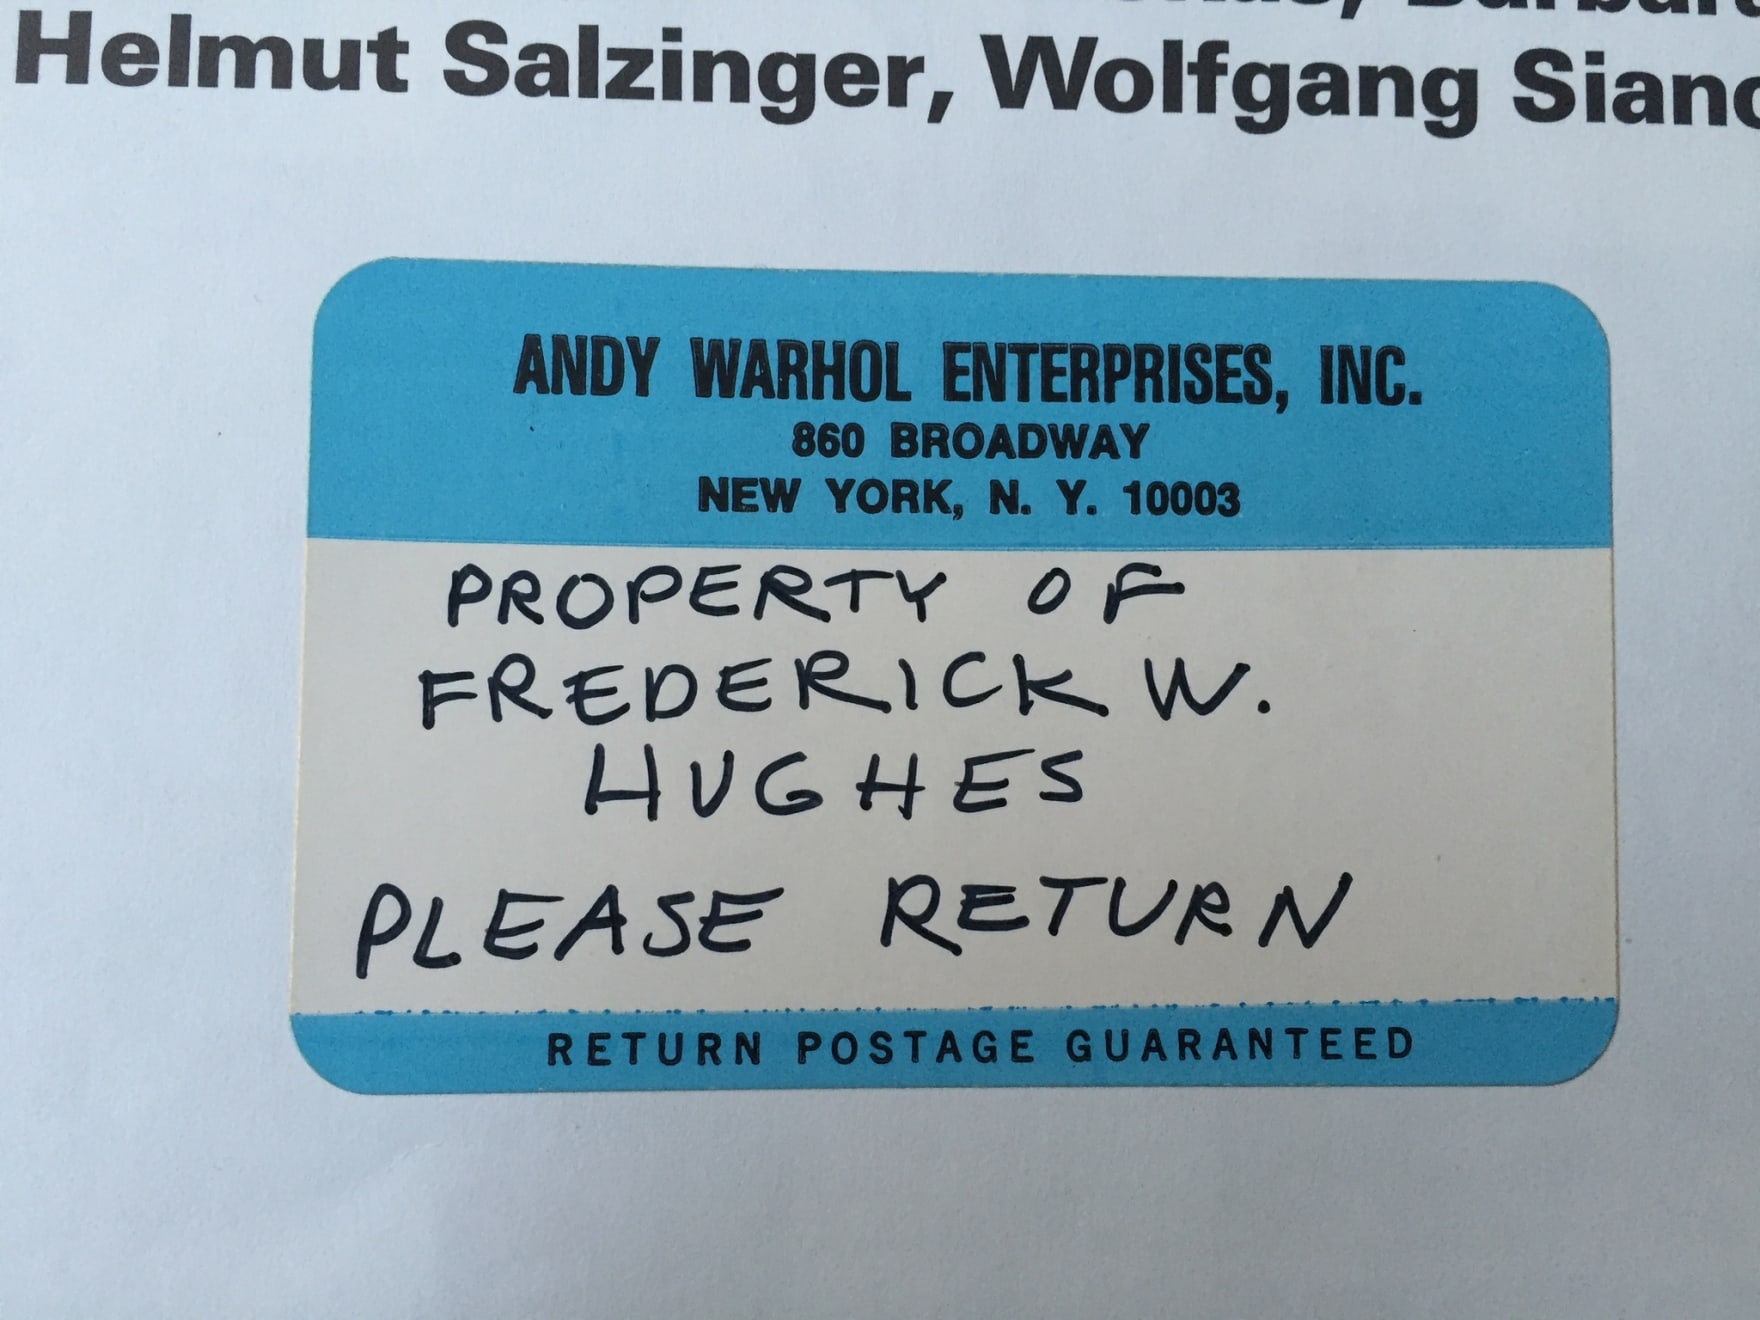 Helmut Salzinger, Wolfgang
ANDY WARHOL ENTERPRISES, INC.
860 BROADWAY
NEW YORK, N. Y. 10003
PROPERTY OF
FREDERICK W.
HUGHES
PLEASE RETURN
RETURN POSTAGE GUARANTEED